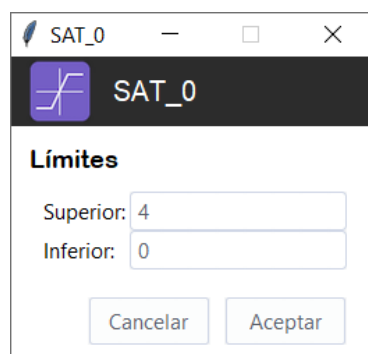 SAT_0
SAT_0
Límites
Superior: 4
Inferior: 0
Cancelar Aceptar